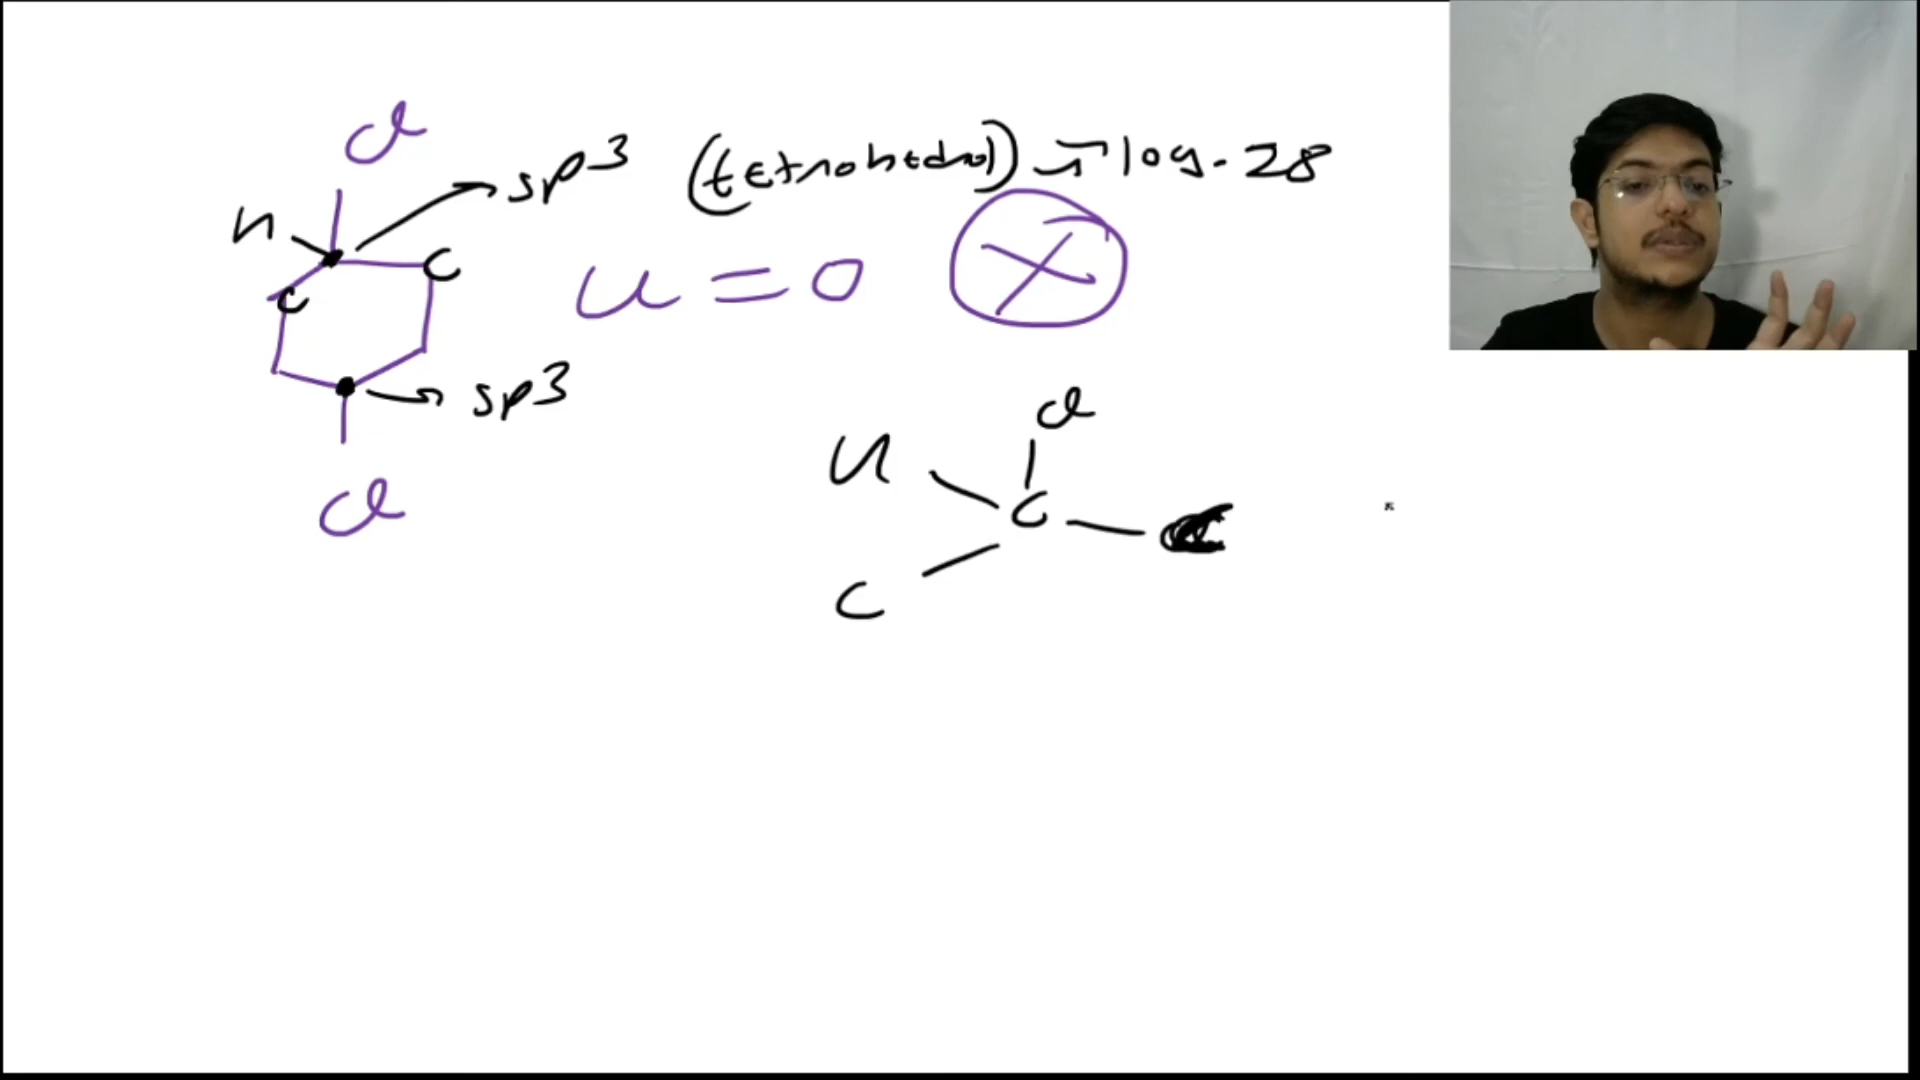 Cl
H sp3 (tetrahedral) → 109.28
C C μ = 0 X
sp3
Cl
Cl
H C C
C